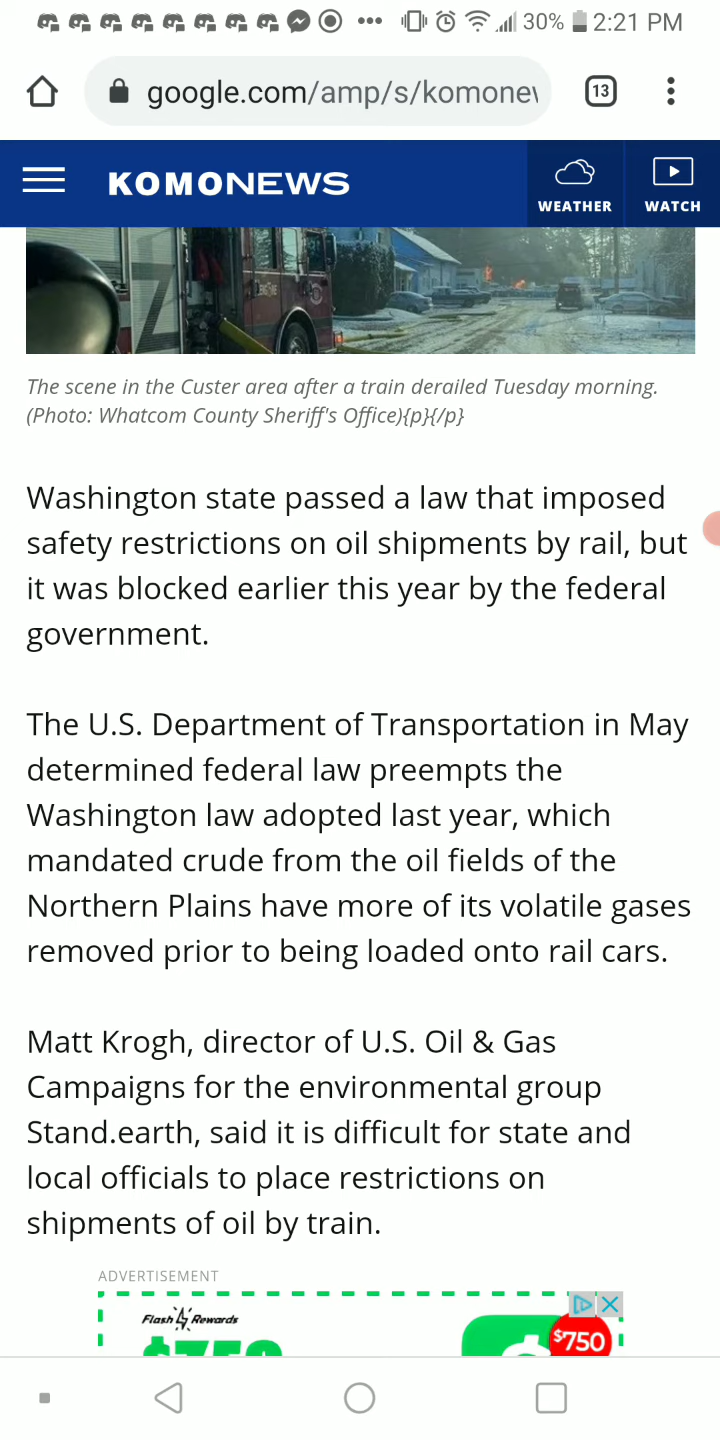 30% 2:21 PM
google.com/amp/s/komone
13
KOMONEWS
WEATHER
WATCH
The scene in the Custer area after a train derailed Tuesday morning.
(Photo: Whatcom County Sheriff's Office){p}{/p}
Washington state passed a law that imposed
safety restrictions on oil shipments by rail, but
it was blocked earlier this year by the federal
government.
The U.S. Department of Transportation in May
determined federal law preempts the
Washington law adopted last year, which
mandated crude from the oil fields of the
Northern Plains have more of its volatile gases
removed prior to being loaded onto rail cars.
Matt Krogh, director of U.S. Oil & Gas
Campaigns for the environmental group
Stand.earth, said it is difficult for state and
local officials to place restrictions on
shipments of oil by train.
ADVERTISEMENT
Flash Rewards
$750
$750